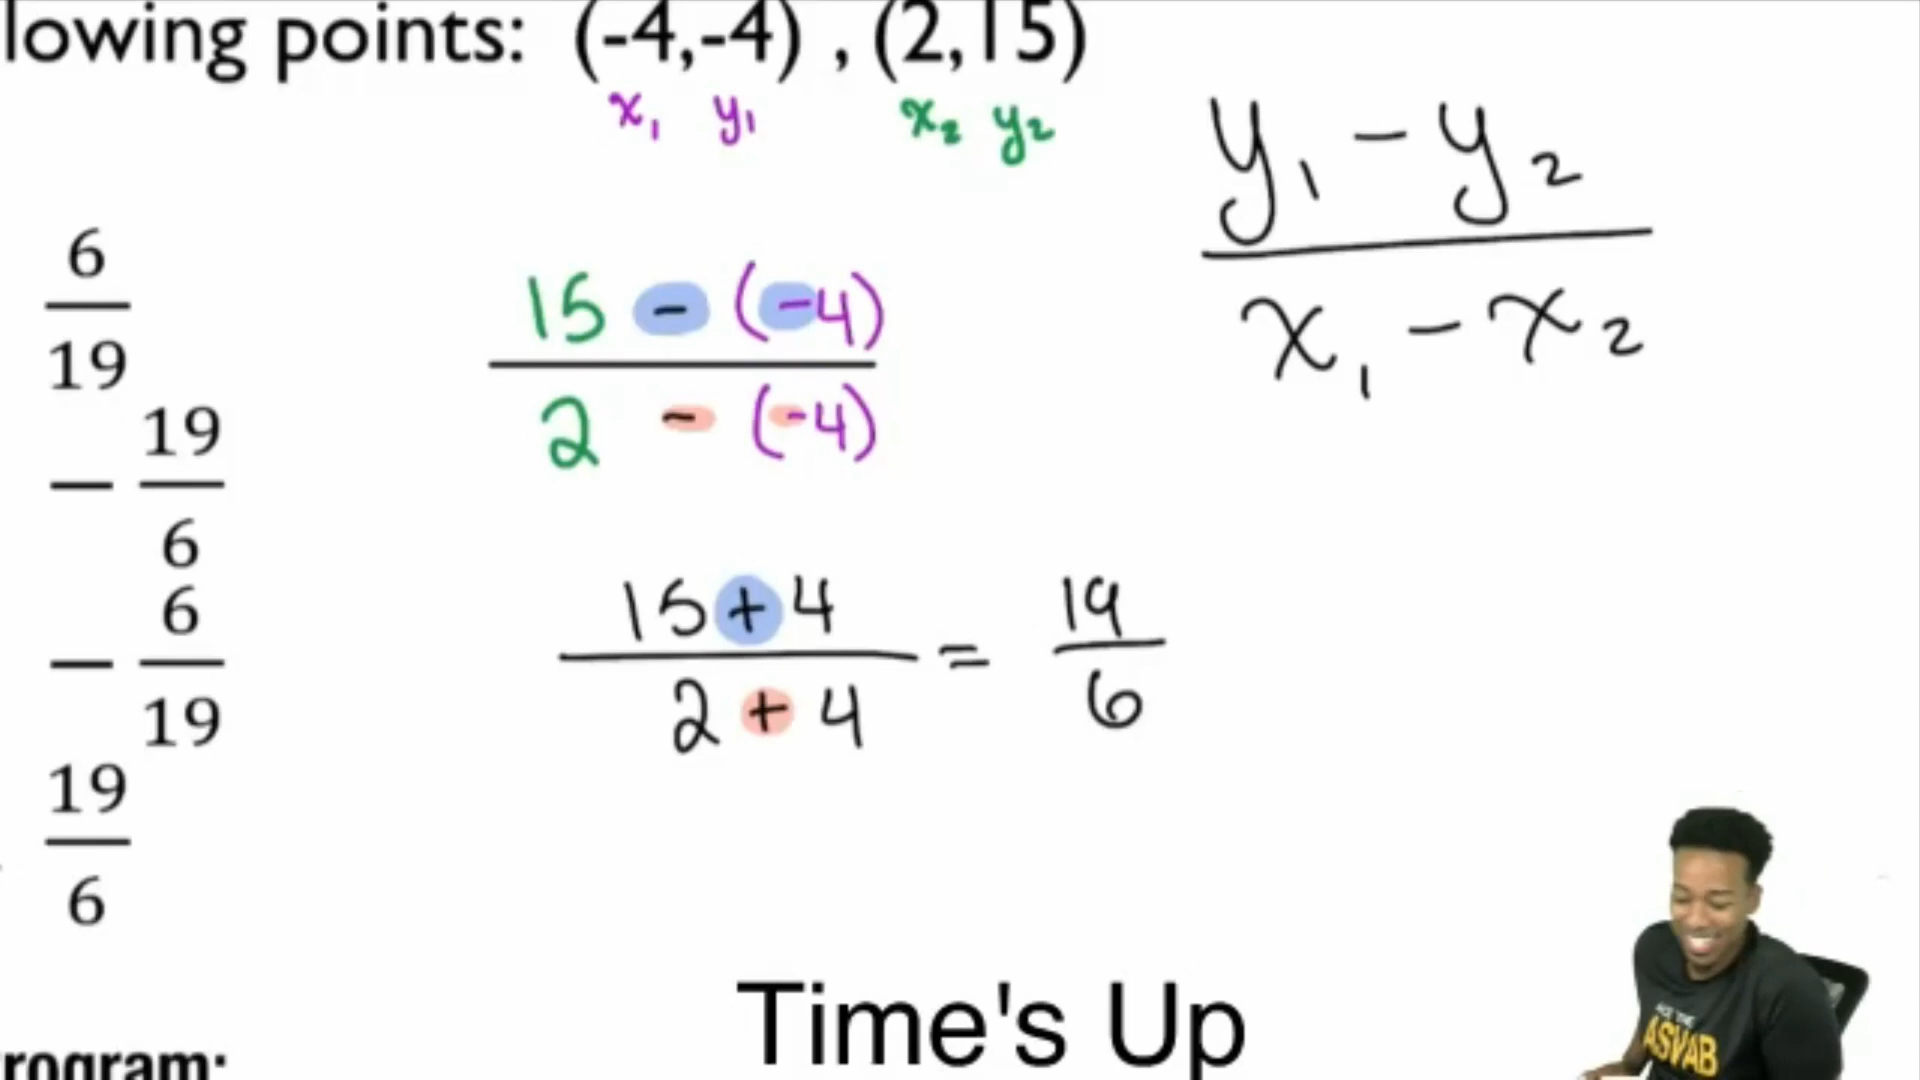 lowing points: (-4,-4) , (2,15)
x₁ y₁ x₂ y₂
y₁ - y₂
x₁ - x₂
6
19
15 - (-4)
2 - (-4)
- 19
6
- 6
19
15 + 4
2 + 4
= 19
6
19
6
Time's Up
ASVAB
rogram: